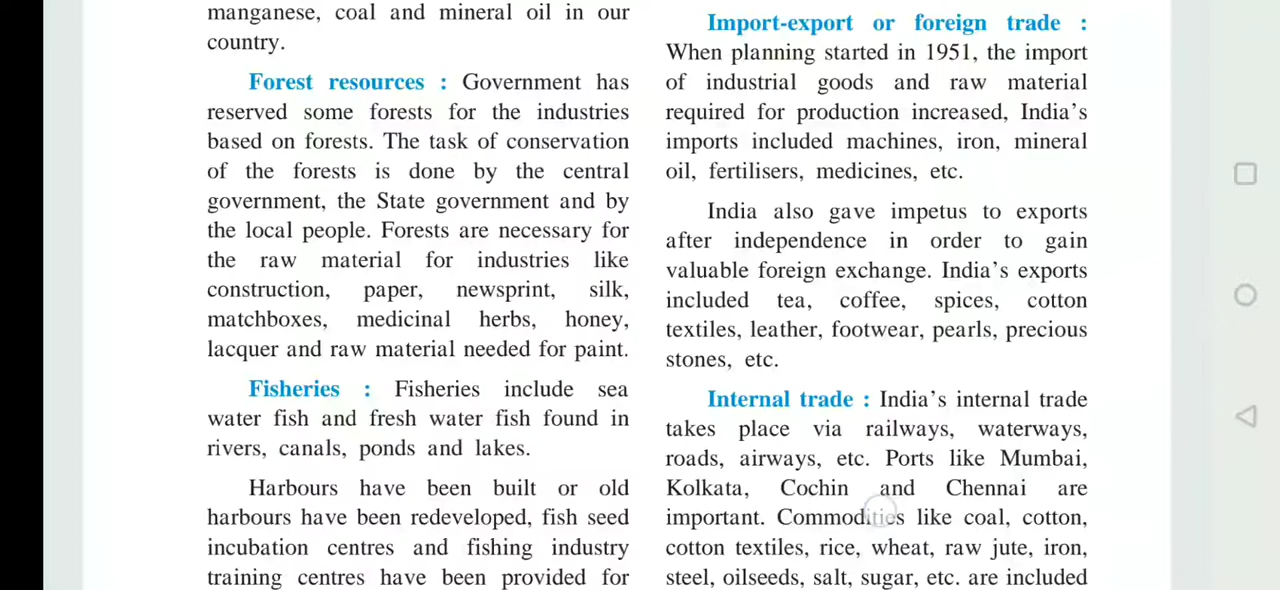 manganese, coal and mineral oil in our
country.
Forest resources : Government has
reserved some forests for the industries
based on forests. The task of conservation
of the forests is done by the central
government, the State government and by
the local people. Forests are necessary for
the raw material for industries like
construction, paper, newsprint, silk,
matchboxes, medicinal herbs, honey,
lacquer and raw material needed for paint.
Fisheries : Fisheries include sea
water fish and fresh water fish found in
rivers, canals, ponds and lakes.
Harbours have been built or old
harbours have been redeveloped, fish seed
incubation centres and fishing industry
training centres have been provided for
Import-export or foreign trade :
When planning started in 1951, the import
of industrial goods and raw material
required for production increased, India's
imports included machines, iron, mineral
oil, fertilisers, medicines, etc.
India also gave impetus to exports
after independence in order to gain
valuable foreign exchange. India's exports
included tea, coffee, spices, cotton
textiles, leather, footwear, pearls, precious
stones, etc.
Internal trade : India's internal trade
takes place via railways, waterways,
roads, airways, etc. Ports like Mumbai,
Kolkata, Cochin and Chennai are
important. Commodities like coal, cotton,
cotton textiles, rice, wheat, raw jute, iron,
steel, oilseeds, salt, sugar, etc. are included